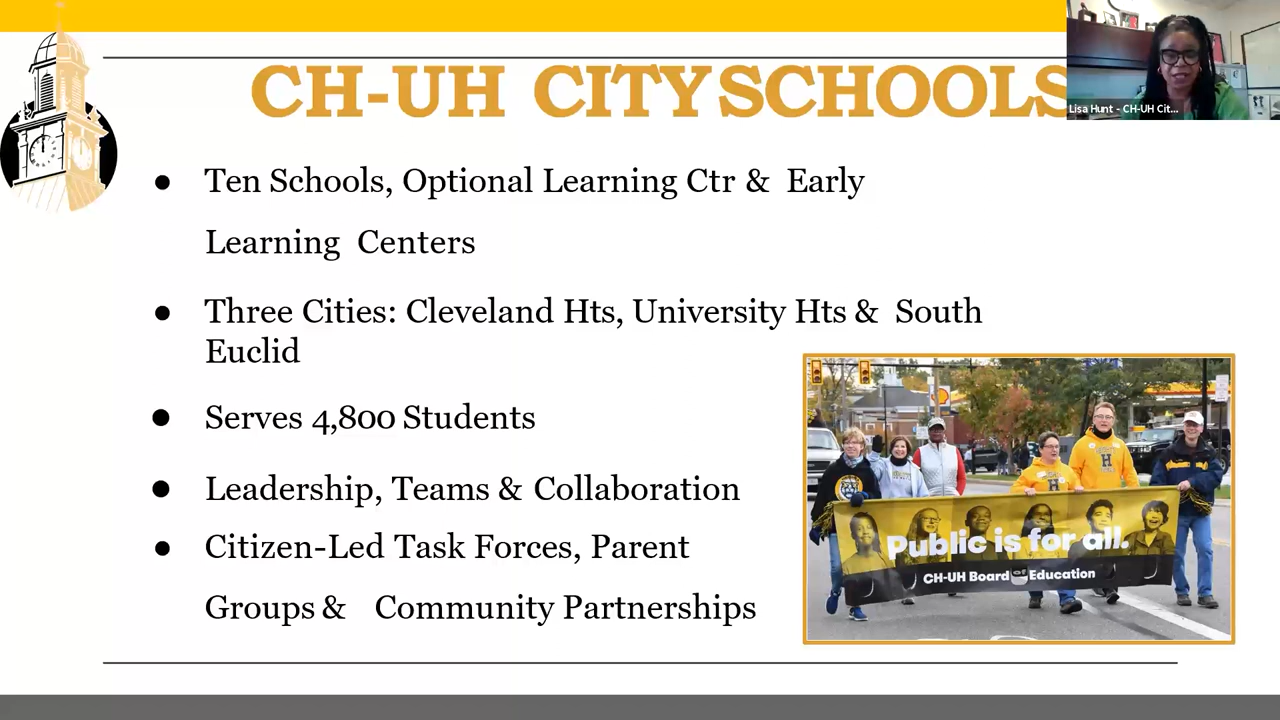 CH-UH CITY SCHOOLS
Lisa Hunt - CH-UH Cit...
● Ten Schools, Optional Learning Ctr & Early
Learning Centers
● Three Cities: Cleveland Hts, University Hts & South
Euclid
● Serves 4,800 Students
● Leadership, Teams & Collaboration
● Citizen-Led Task Forces, Parent
Groups & Community Partnerships
H
H
Public is for all.
CH-UH Board of Education